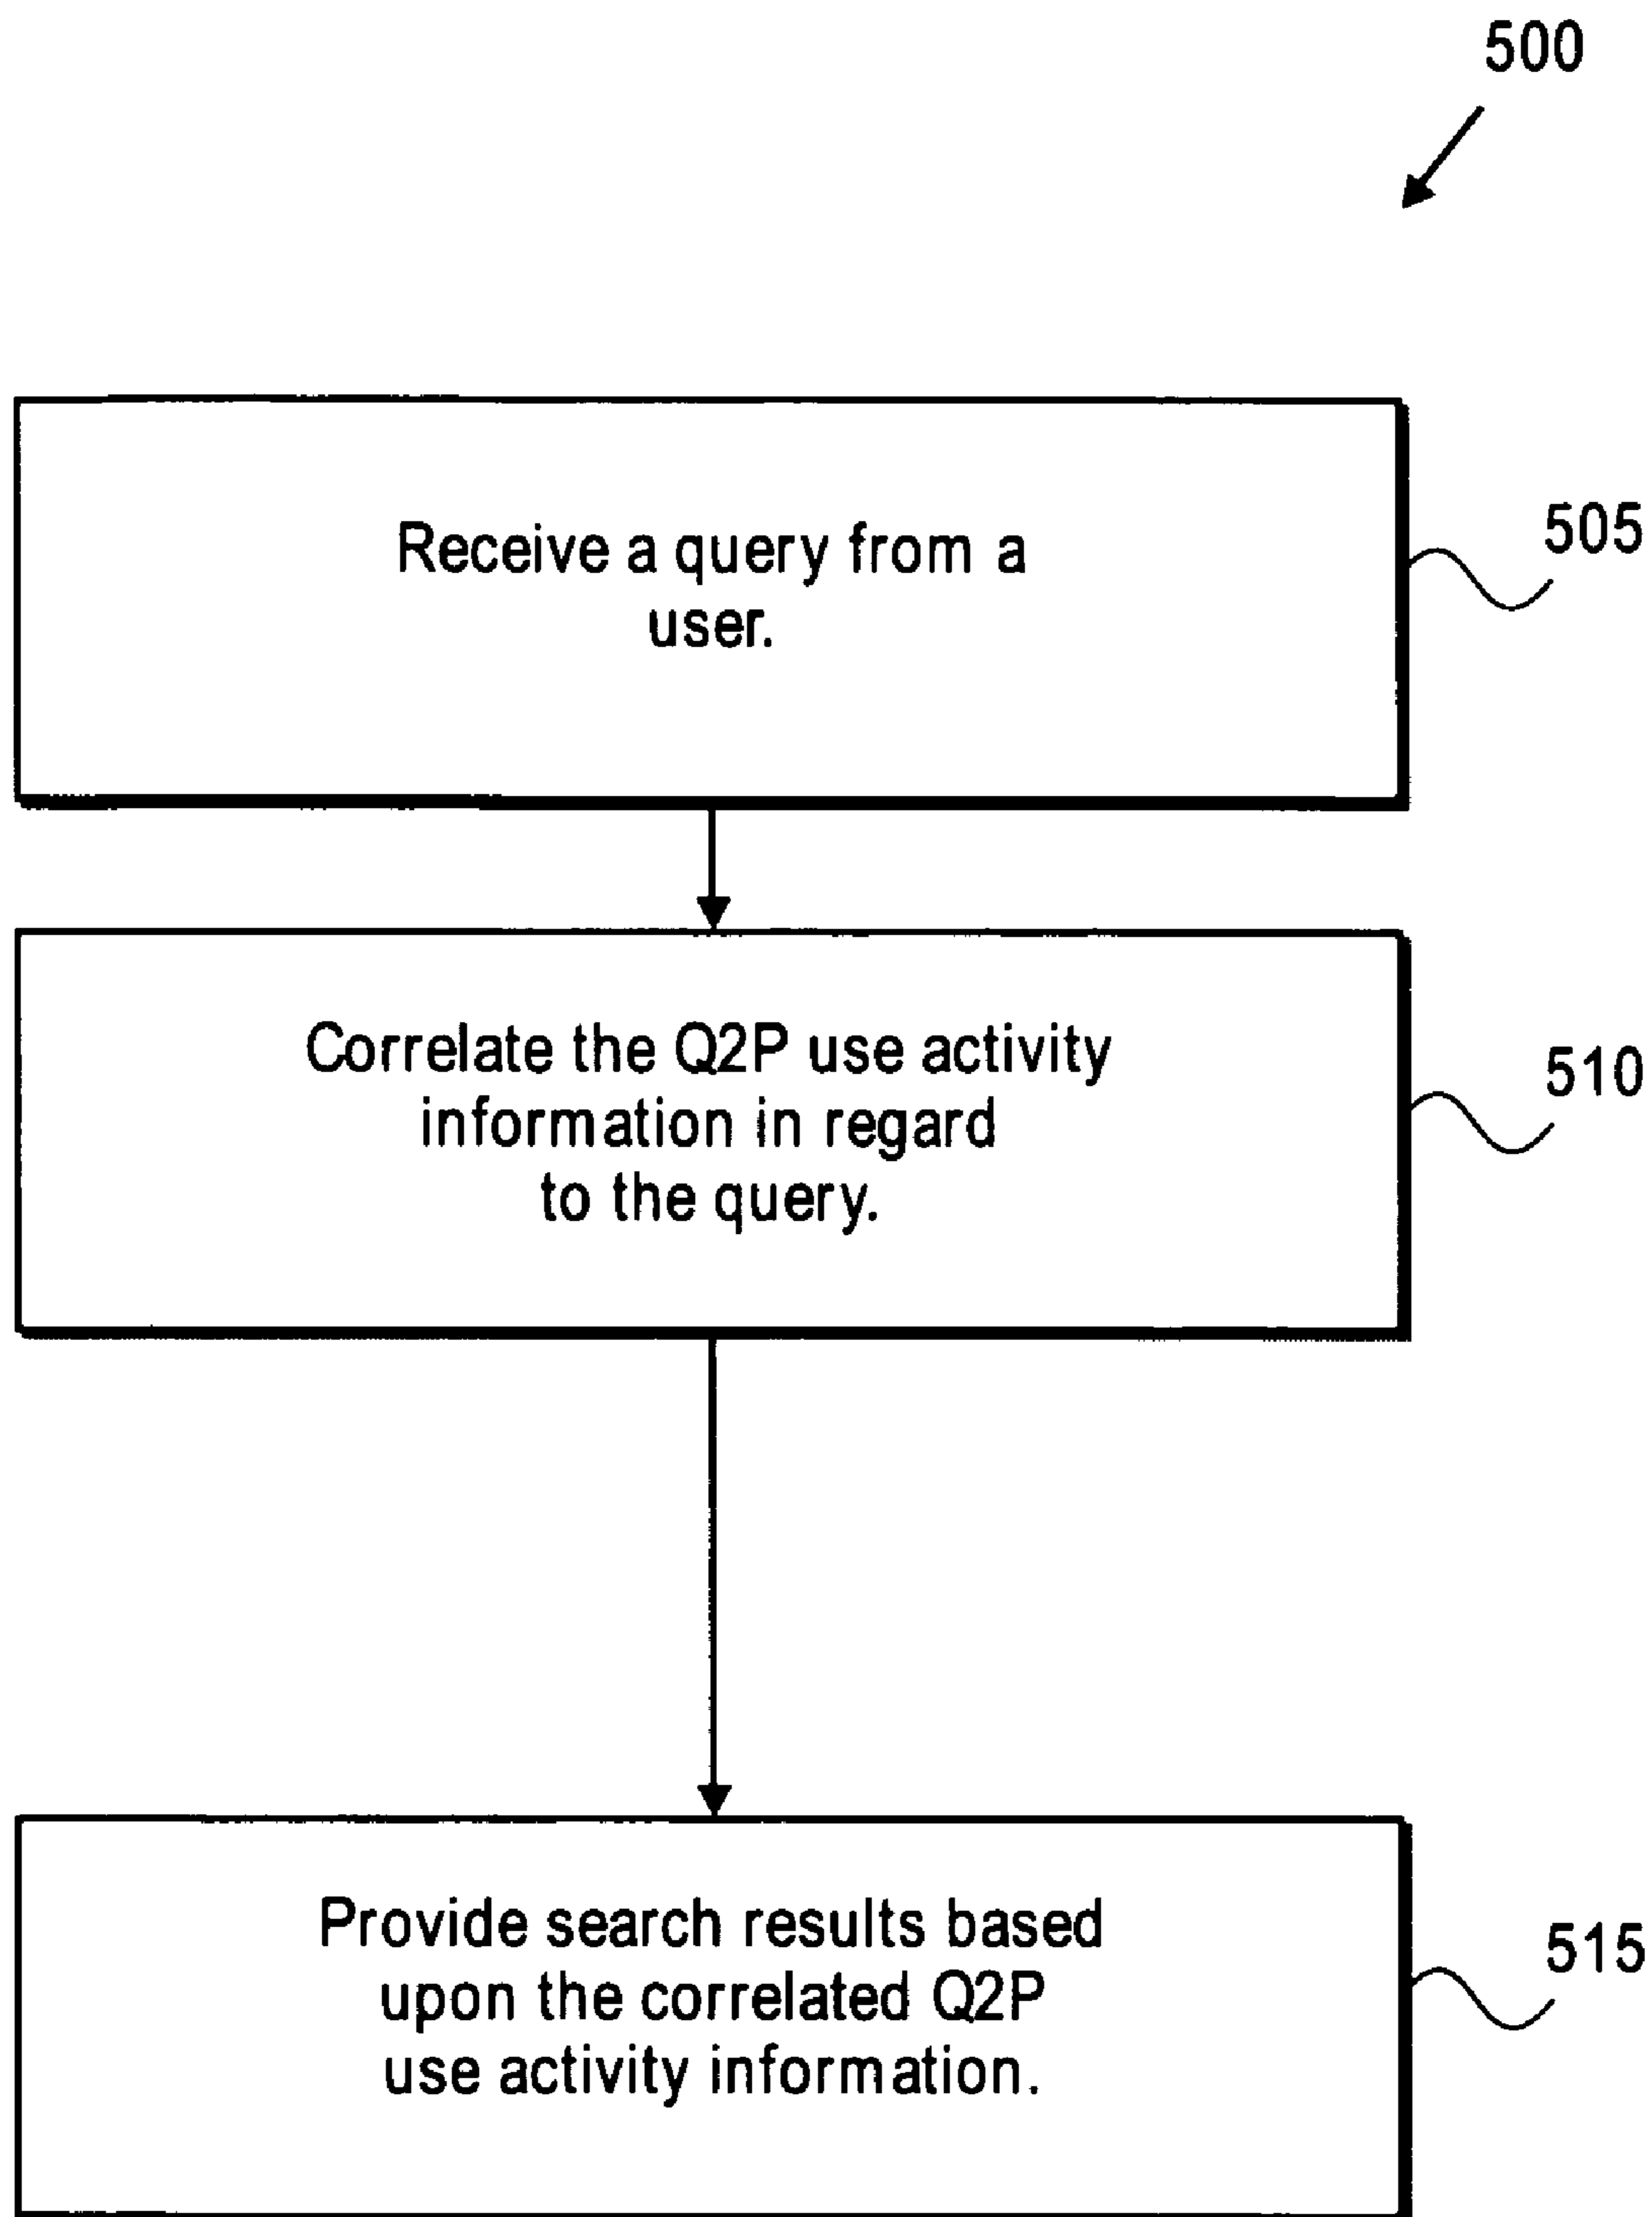 500
Receive a query from a
user.
505
Correlate the Q2P use activity
information in regard
to the query.
510
Provide search results based
upon the correlated Q2P
use activity information.
515